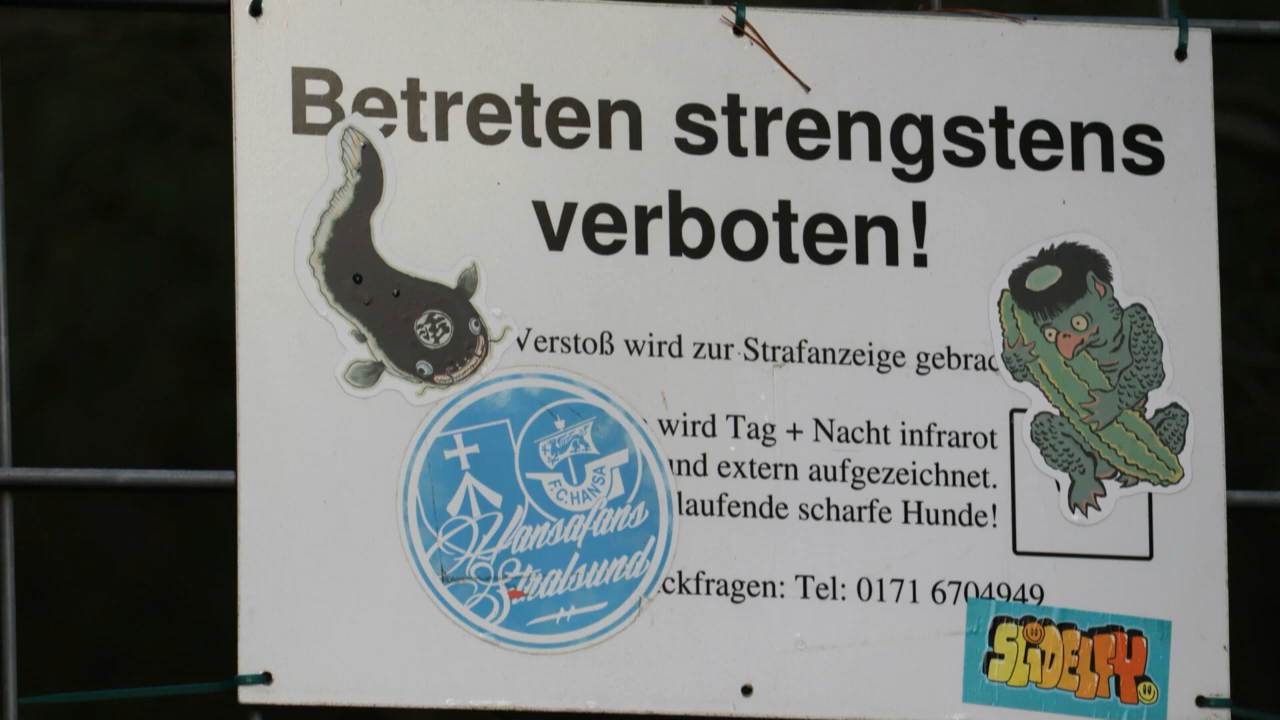 Betreten strengstens
verboten!
Verstoß wird zur Strafanzeige gebrac
wird Tag + Nacht infrarot
und extern aufgezeichnet.
laufende scharfe Hunde!
ckfragen: Tel: 0171 6704949
F.C. HANSA
Hansafans
Stralsund
SLIDELFY